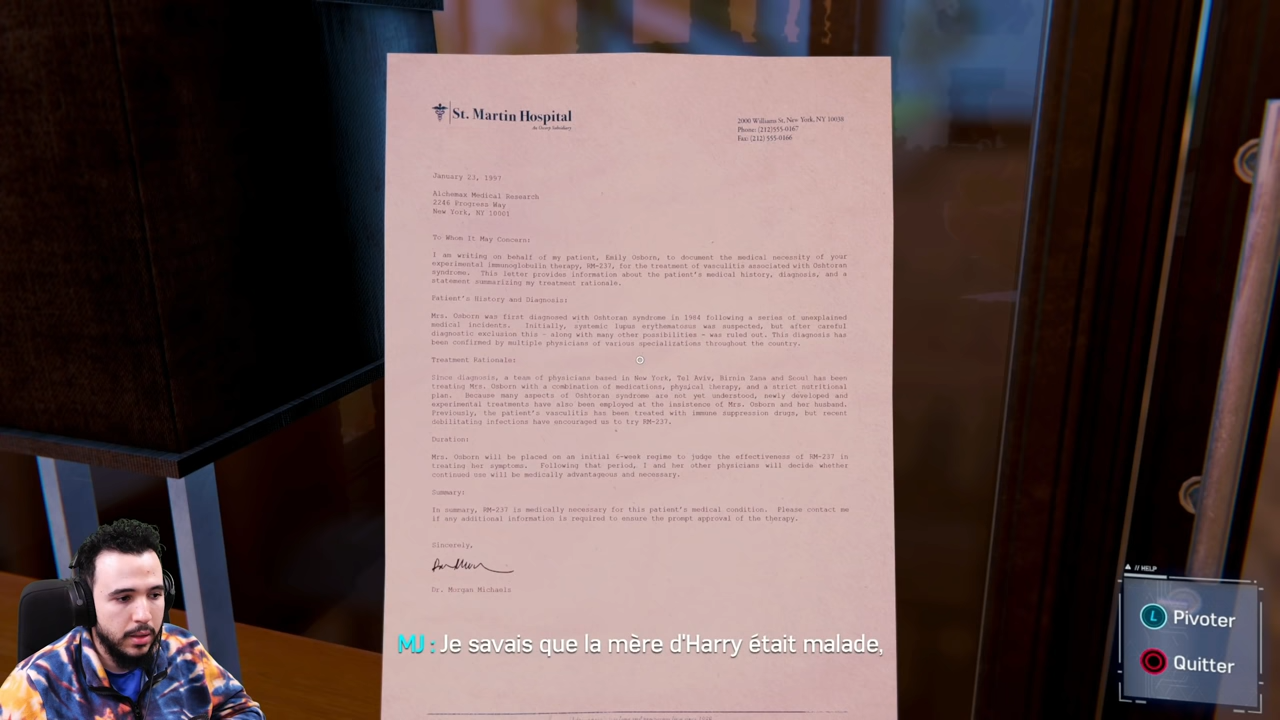 St. Martin Hospital
An Oscorp Subsidiary
2000 Williams St, New York, NY 10038
Phone: (212)555-0167
Fax: (212) 555-0166
January 23, 1997
Alchemax Medical Research
2246 Progress Way
New York, NY 10001
To Whom It May Concern:
I am writing on behalf of my patient, Emily Osborn, to document the medical necessity of your
experimental immunoglobulin therapy, RM-237, for the treatment of vasculitis associated with Oshtoran
syndrome. This letter provides information about the patient's medical history, diagnosis, and a
statement summarizing my treatment rationale.
Patient's History and Diagnosis:
Mrs. Osborn was first diagnosed with Oshtoran syndrome in 1984 following a series of unexplained
medical incidents. Initially, systemic lupus erythematosus was suspected, but after careful
diagnostic exclusion this - along with many other possibilities - was ruled out. This diagnosis has
been confirmed by multiple physicians of various specializations throughout the country.
Treatment Rationale:
Since diagnosis, a team of physicians based in New York, Tel Aviv, Birnin Zana and Seoul has been
treating Mrs. Osborn with a combination of medications, physical therapy, and a strict nutritional
plan. Because many aspects of Oshtoran syndrome are not yet understood, newly developed and
experimental treatments have also been employed at the insistence of Mrs. Osborn and her husband.
Previously, the patient's vasculitis has been treated with immune suppression drugs, but recent
debilitating infections have encouraged us to try RM-237.
Duration:
Mrs. Osborn will be placed on an initial 6-week regime to judge the effectiveness of RM-237 in
treating her symptoms. Following that period, I and her other physicians will decide whether
continued use will be medically advantageous and necessary.
Summary:
In summary, RM-237 is medically necessary for this patient's medical condition. Please contact me
if any additional information is required to ensure the prompt approval of the therapy.
Sincerely,
Dr. Morgan Michaels
MJ : Je savais que la mère d'Harry était malade,
// HELP
L Pivoter
Quitter